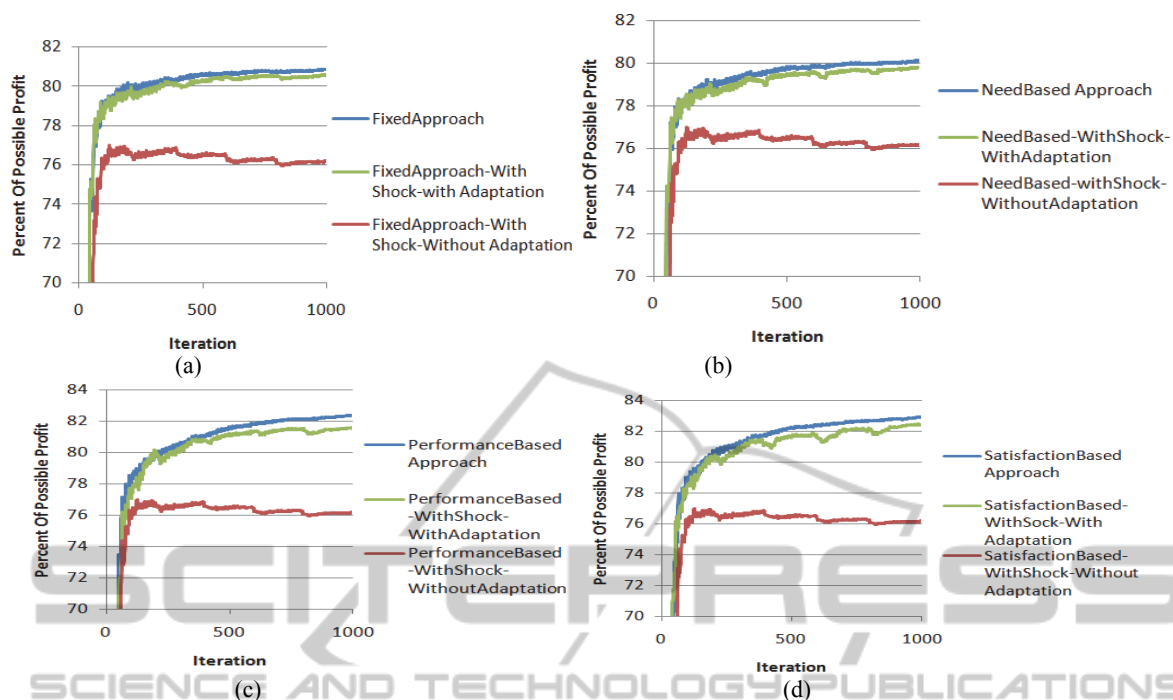 82
80
78
76
74
72
70
Percent Of Possible Profit
0
500
1000
Iteration
FixedApproach
FixedApproach-With
Shock-with Adaptation
FixedApproach-With
Shock-Without Adaptation
(a)
82
80
78
76
74
72
70
Percent Of Possible Profit
0
500
1000
Iteration
NeedBased Approach
NeedBased-WithShock-
WithAdaptation
NeedBased-withShock-
WithoutAdaptation
(b)
84
82
80
78
76
74
72
70
Percent Of Possible Profit
0
500
1000
Iteration
PerformanceBased
Approach
PerformanceBased
-WithShock-
WithAdaptation
PerformanceBased
-WithShock-
WithoutAdaptation
(c)
84
82
80
78
76
74
72
70
Percent Of Possible Profit
0
500
1000
Iteration
SatisfactionBased
Approach
SatisfactionBased-
WithSock-With
Adaptation
SatisfactionBased-
WithShock-Without
Adaptation
(d)
SCITEPRESS
SCIENCE AND TECHNOLOGY PUBLICATIONS